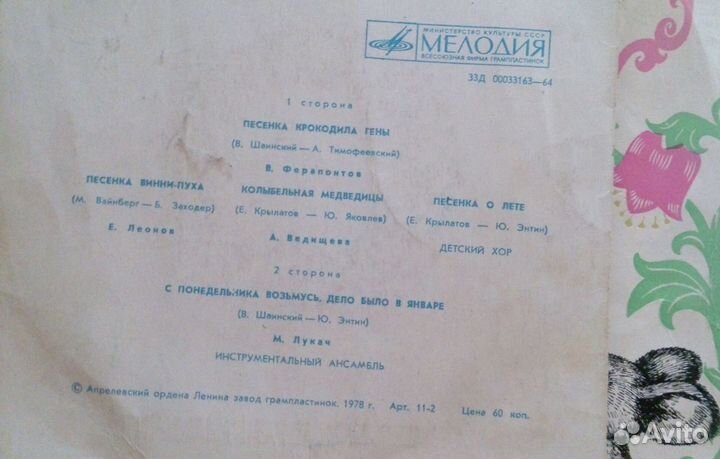 МИНИСТЕРСТВО КУЛЬТУРЫ СССР
МЕЛОДИЯ
ВСЕСОЮЗНАЯ ФИРМА ГРАМПЛАСТИНОК
33Д 00033163—64
1 сторона
ПЕСЕНКА КРОКОДИЛА ГЕНЫ
(В. Шаинский — А. Тимофеевский)
В. Ферапонтов
ПЕСЕНКА ВИННИ-ПУХА
(М. Вайнберг — Б. Заходер)
Е. Леонов
КОЛЫБЕЛЬНАЯ МЕДВЕДИЦЫ
(Е. Крылатов — Ю. Яковлев)
А. Ведищева
ПЕСЕНКА О ЛЕТЕ
(Е. Крылатов — Ю. Энтин)
ДЕТСКИЙ ХОР
2 сторона
С ПОНЕДЕЛЬНИКА ВОЗЬМУСЬ, ДЕЛО БЫЛО В ЯНВАРЕ
(В. Шаинский — Ю. Энтин)
М. Лукач
ИНСТРУМЕНТАЛЬНЫЙ АНСАМБЛЬ
© Апрелевский ордена Ленина завод грампластинок, 1978 г. Арт. 11-2 Цена 60 коп.
Avito